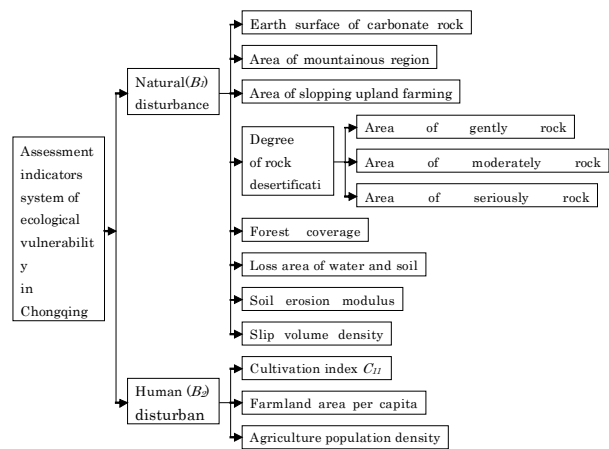 Assessment
indicators
system of
ecological
vulnerabilit
y
in
Chongqing
Natural(B1)
disturbance
Human (B2)
disturban
Earth surface of carbonate rock
Area of mountainous region
Area of slopping upland farming
Degree
of rock
desertificati
Area of gently rock
Area of moderately rock
Area of seriously rock
Forest coverage
Loss area of water and soil
Soil erosion modulus
Slip volume density
Cultivation index C11
Farmland area per capita
Agriculture population density